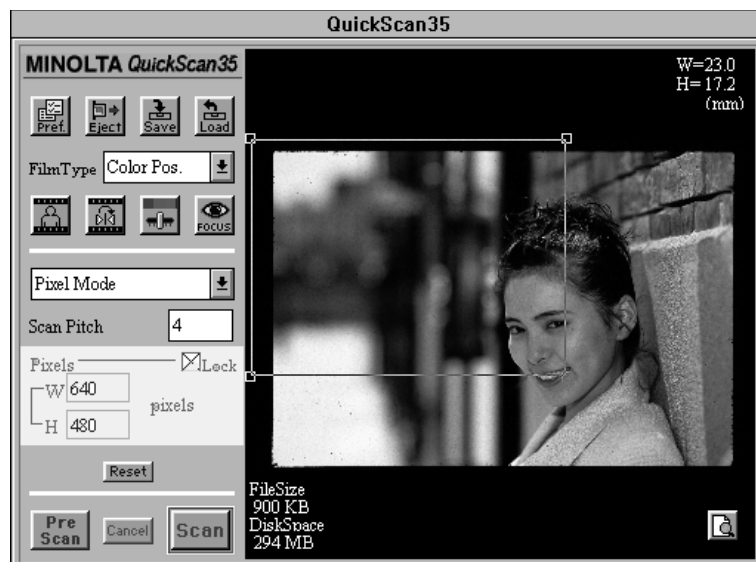 QuickScan35
MINOLTA QuickScan35
W=23.0
H= 17.2
(mm)
Pref. Eject Save Load
FilmType Color Pos.
FOCUS
Pixel Mode
Scan Pitch 4
Pixels Lock
W 640
pixels
H 480
Reset
FileSize
900 KB
DiskSpace
294 MB
Pre Scan Cancel Scan